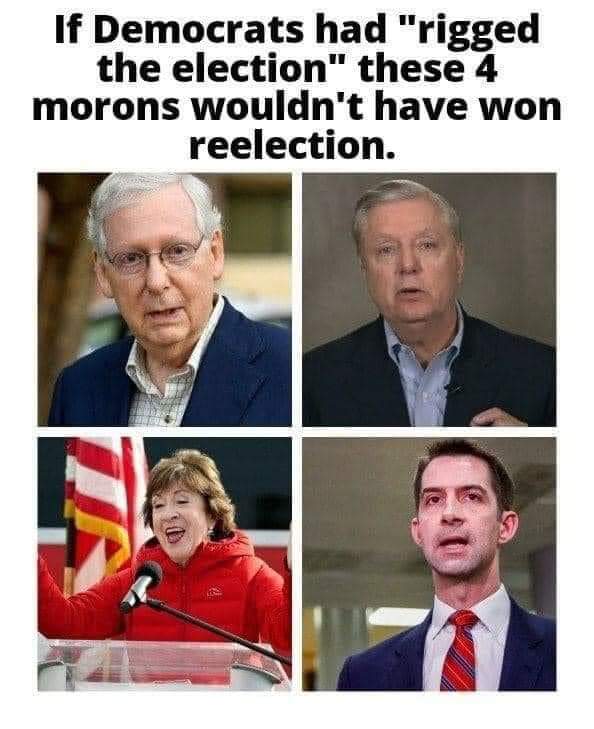 If Democrats had "rigged
the election" these 4
morons wouldn't have won
reelection.